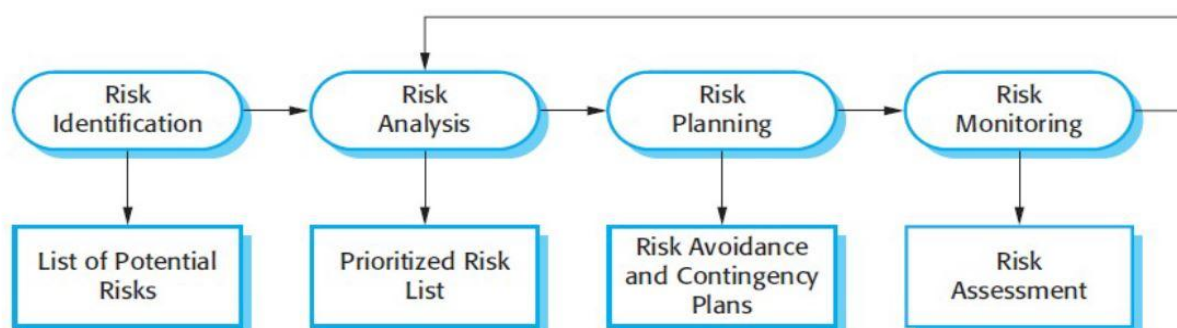 Risk
Identification
Risk
Analysis
Risk
Planning
Risk
Monitoring
List of Potential
Risks
Prioritized Risk
List
Risk Avoidance
and Contingency
Plans
Risk
Assessment